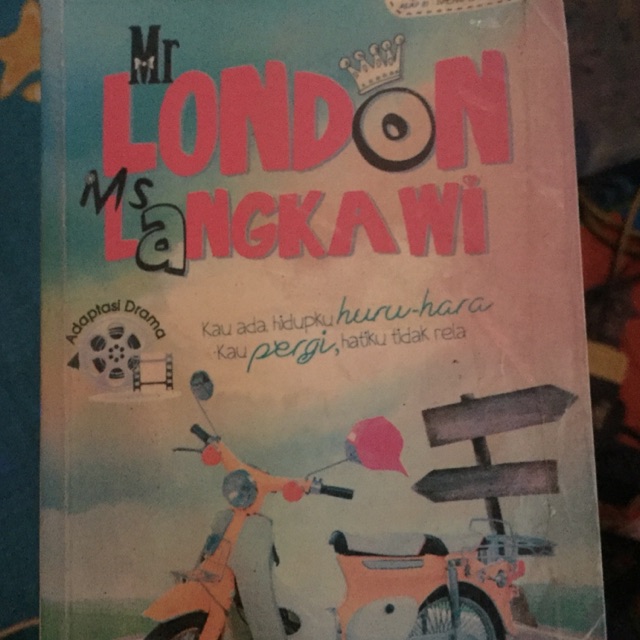 Mr
LONDON
Ms
LaNGKAWi
Adaptasi Drama
Kau ada, hidupku huru-hara
Kau pergi, hatiku tidak rela